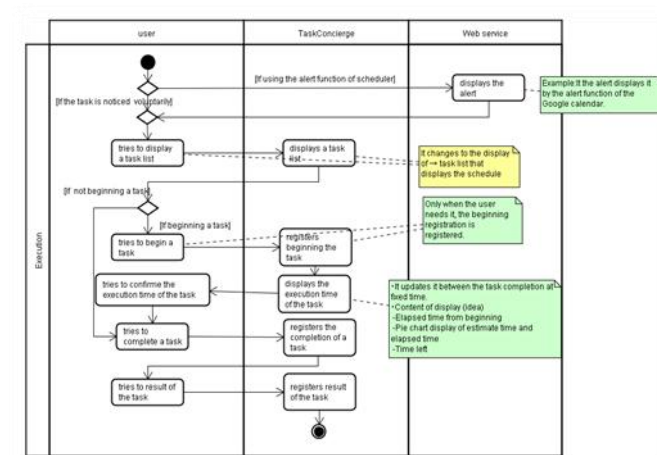 user
TaskConcierge
Web service
Execution
[If using the alert function of scheduler]
displays the
alert
Example:It the alert displays it
by the alert function of the
Google calendar.
[If the task is noticed voluntarily]
tries to display
a task list
displays a task
list
It changes to the display
of → task list that
displays the schedule
[If not beginning a task]
Only when the user
needs it, the beginning
registration is
registered.
[If beginning a task]
tries to begin a
task
registers
beginning the
task
tries to confirme the
execution time of the task
displays the
execution time
of the task
・It updates it between the task completion at
fixed time.
・Content of display (idea)
-Elapsed time from beginning
-Pie chart display of estimate time and
elapsed time
-Time left
tries to
complete a task
registers the
completion of a
task
tries to result of
the task
registers result
of the task